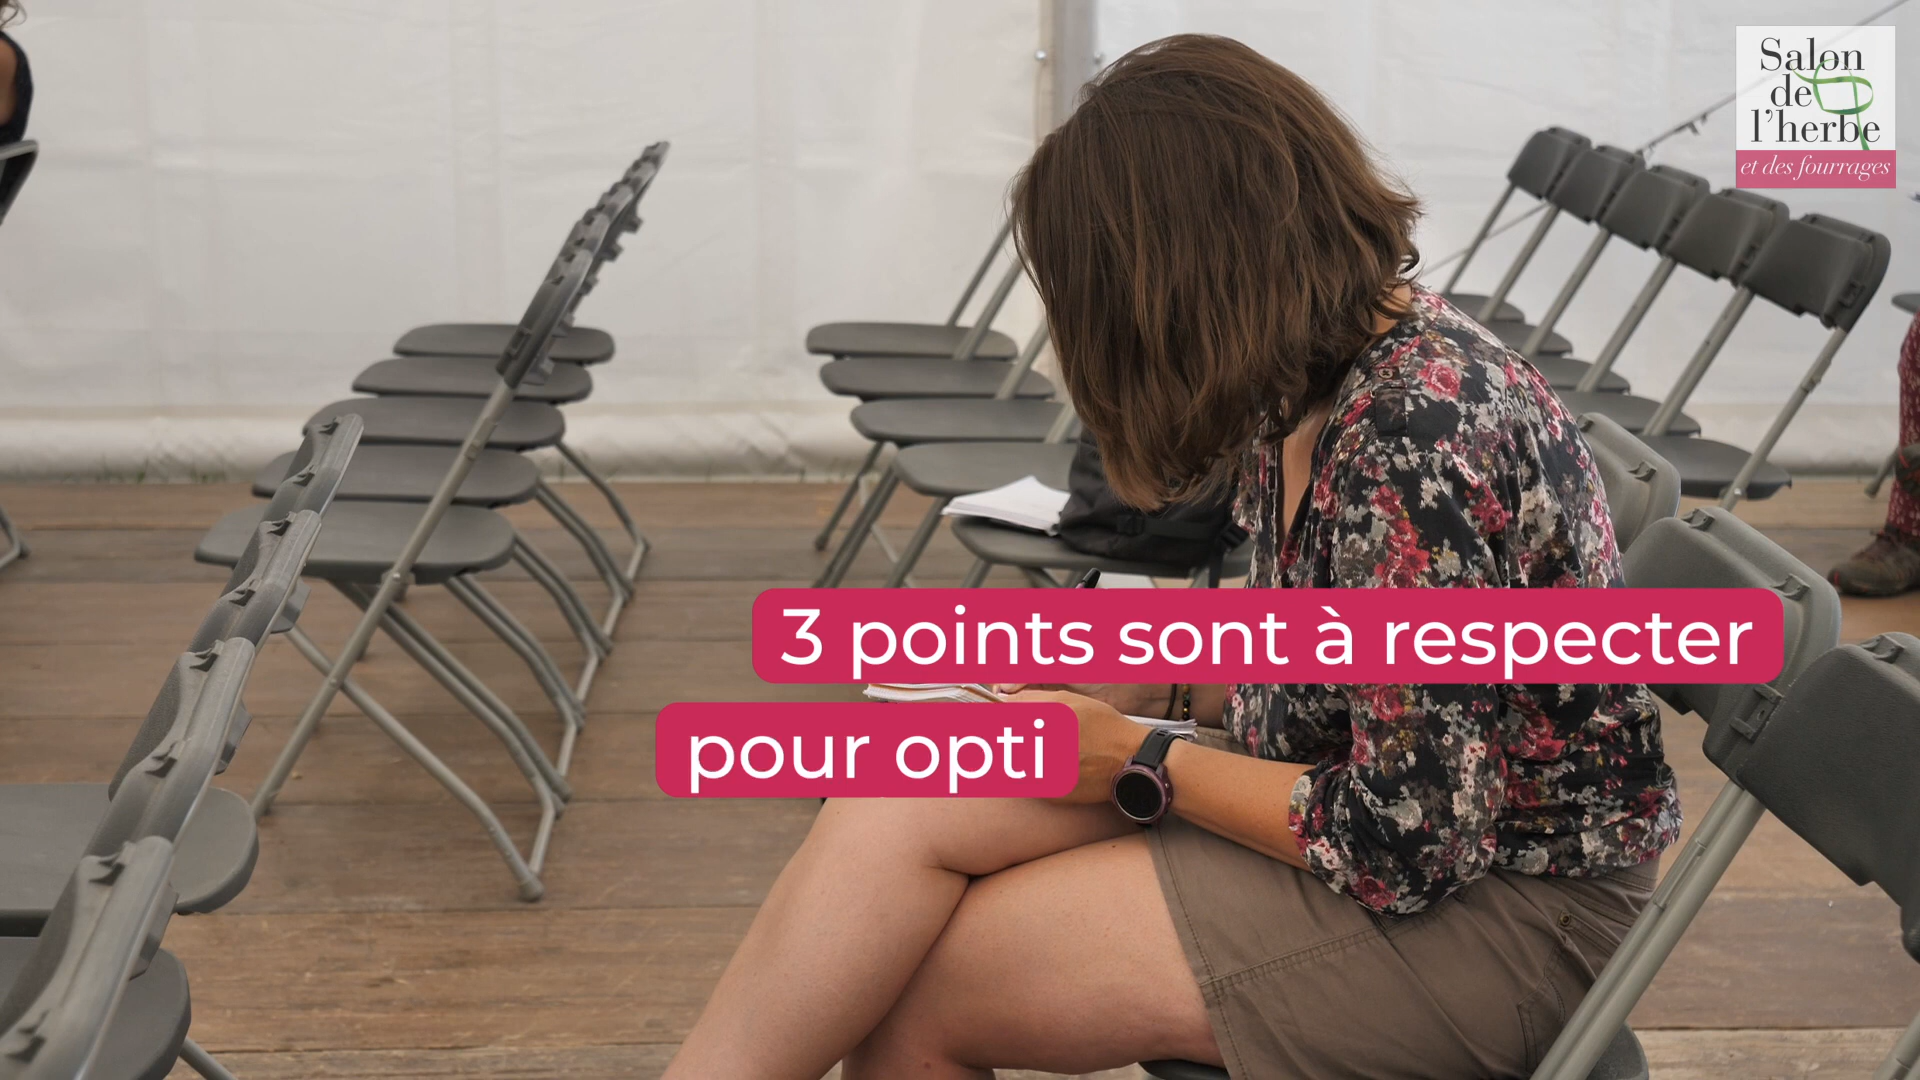 Salon
de
l'herbe
et des fourrages
3 points sont à respecter
pour opti